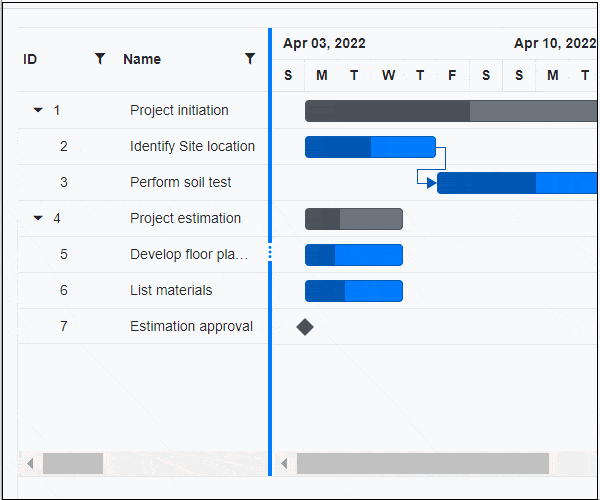 Apr 03, 2022 Apr 10, 2022
ID Name
S M T W T F S S M T
1 Project initiation
2 Identify Site location
3 Perform soil test
4 Project estimation
5 Develop floor pla...
6 List materials
7 Estimation approval